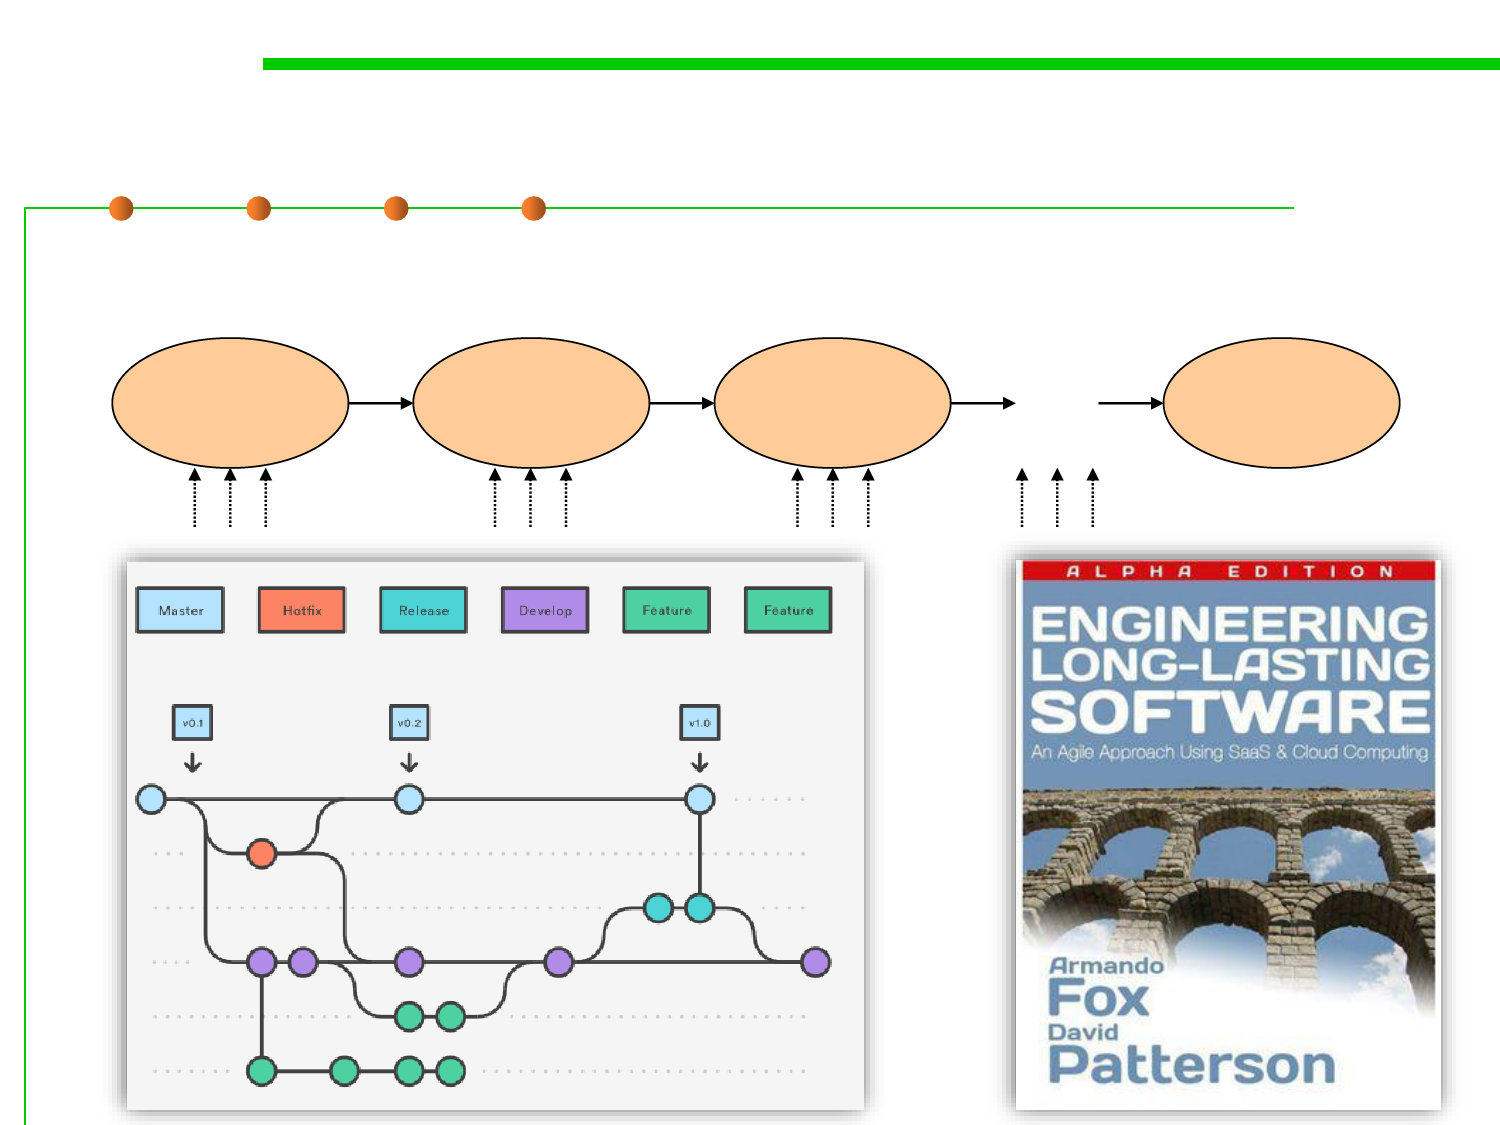 Master Hotfix Release Develop Feature Feature
v0.1 v0.2 v1.0
ALPHA EDITION
ENGINEERING
LONG-LASTING
SOFTWARE
An Agile Approach Using SaaS & Cloud Computing
Armando
Fox
David
Patterson